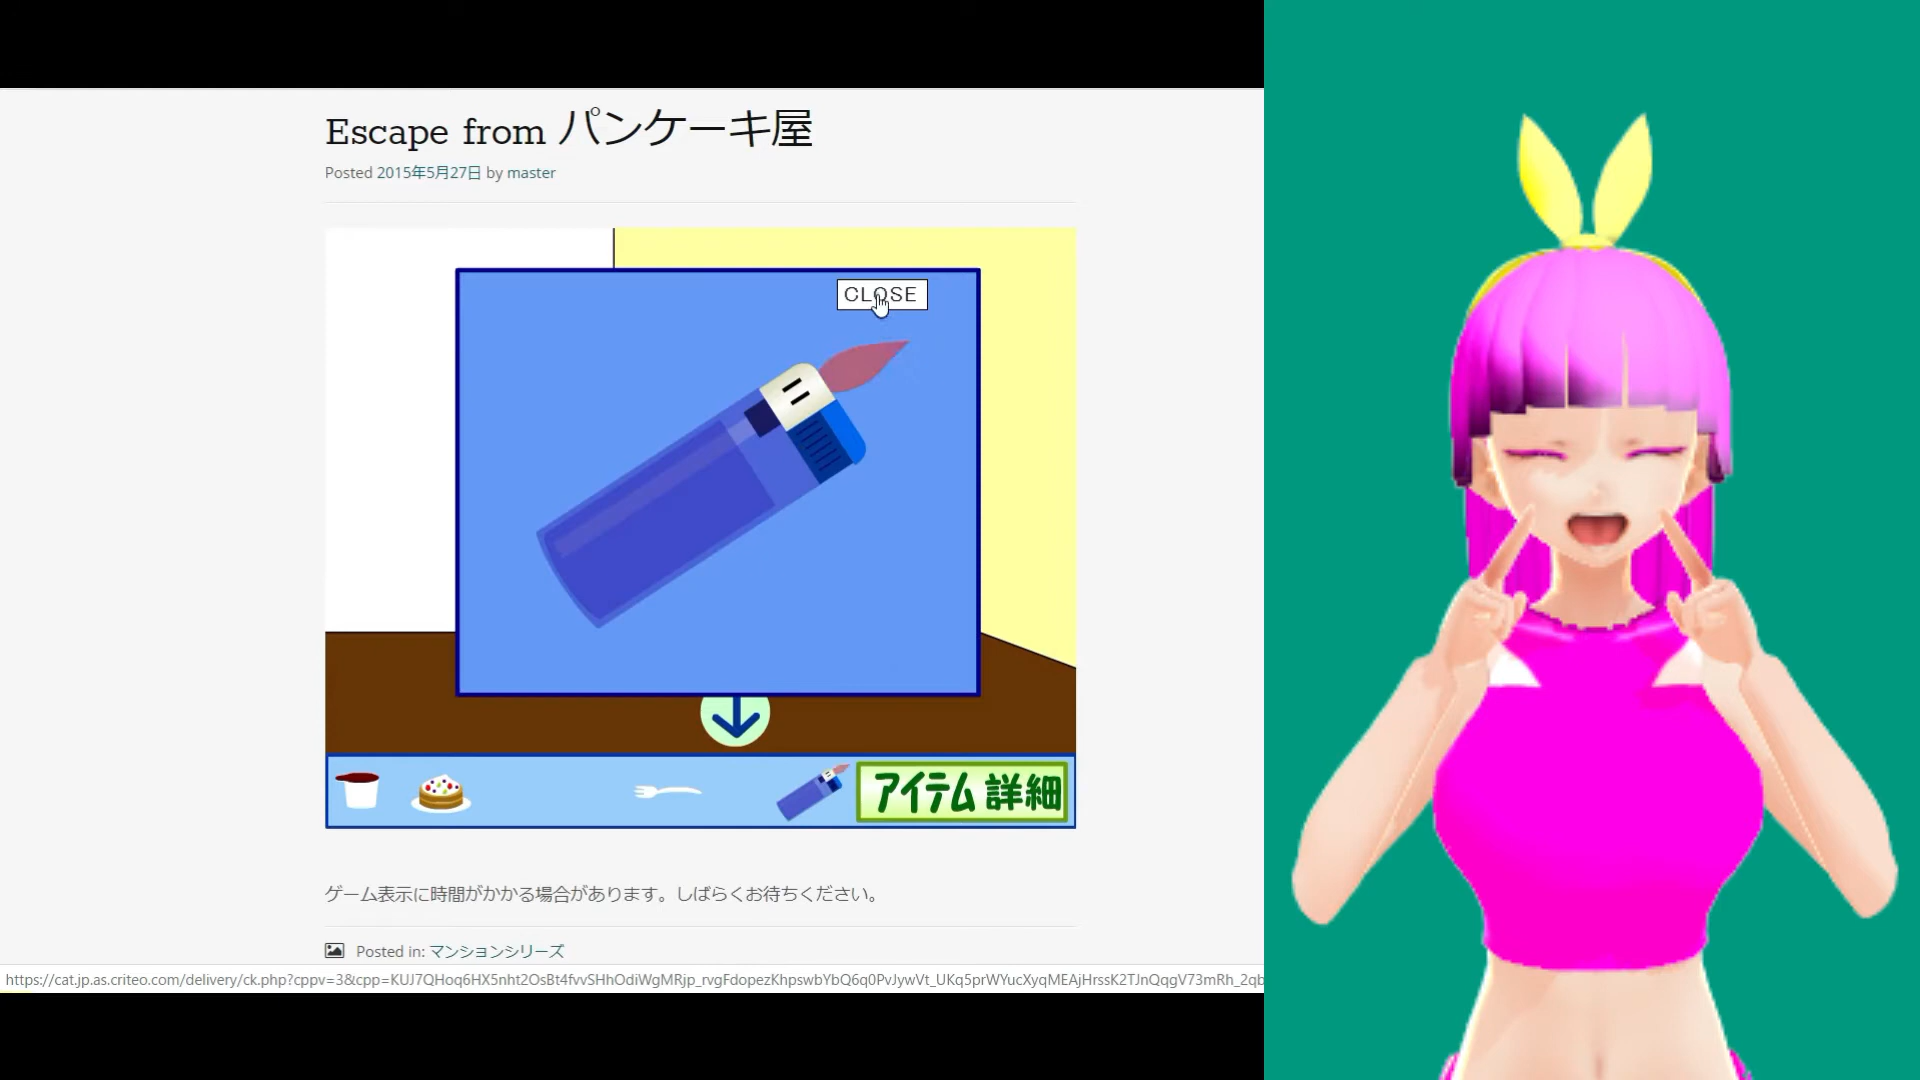 Escape from パンケーキ屋
Posted 2015年5月27日 by master
CLOSE
アイテム詳細
ゲーム表示に時間がかかる場合があります。しばらくお待ちください。
Posted in: マンションシリーズ
https://cat.jp.as.criteo.com/delivery/ck.php?cppv=3&cpp=KUJ7QHoq6HX5nht2OsBt4fvvSHhOdiWgMRjp_rvgFdopezKhpswbYbQ6q0PvJywVt_UKq5prWYucXyqMEAjHrssK2TJnQqgV73mRh_2qb